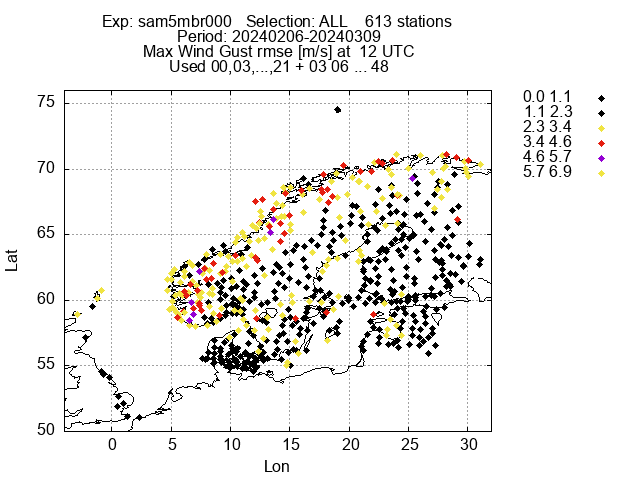 Exp: sam5mbr000 Selection: ALL 613 stations
Period: 20240206-20240309
Max Wind Gust rmse [m/s] at 12 UTC
Used 00,03,...,21 + 03 06 ... 48
0.0 1.1
1.1 2.3
2.3 3.4
3.4 4.6
4.6 5.7
5.7 6.9
75
70
65
60
55
50
Lat
0 5 10 15 20 25 30
Lon